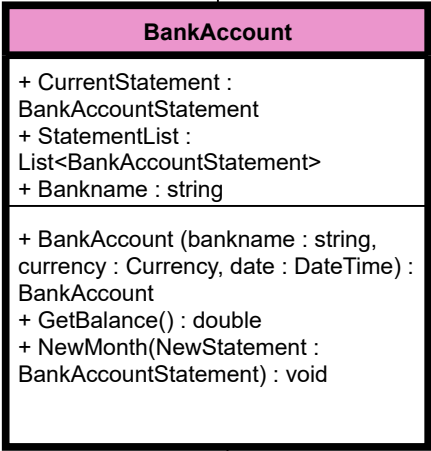 BankAccount
+ CurrentStatement :
BankAccountStatement
+ StatementList :
List<BankAccountStatement>
+ Bankname : string
+ BankAccount (bankname : string,
currency : Currency, date : DateTime) :
BankAccount
+ GetBalance() : double
+ NewMonth(NewStatement :
BankAccountStatement) : void